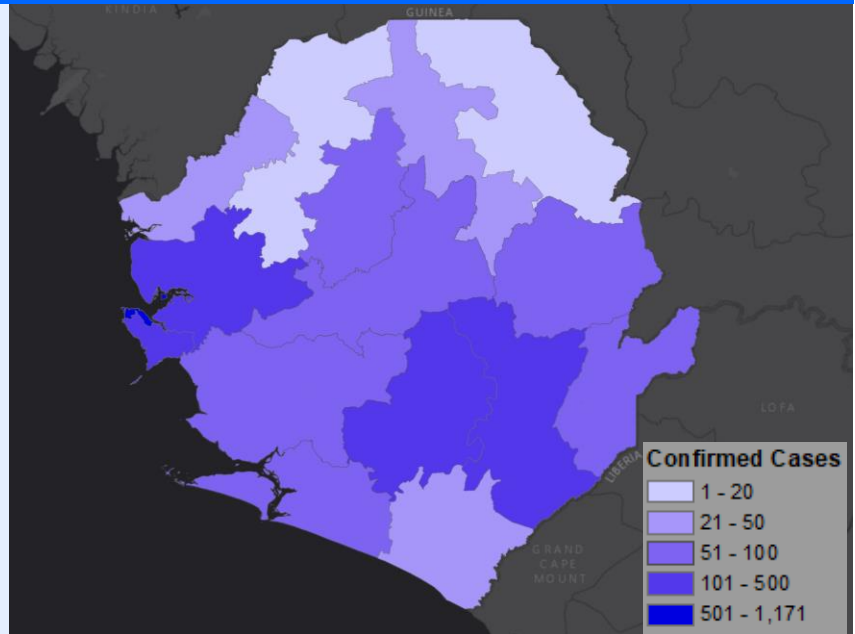 KINDIA
GUINEA
LOFA
LIBERIA
GRAND
CAPE
MOUNT
Confirmed Cases
1 - 20
21 - 50
51 - 100
101 - 500
501 - 1,171